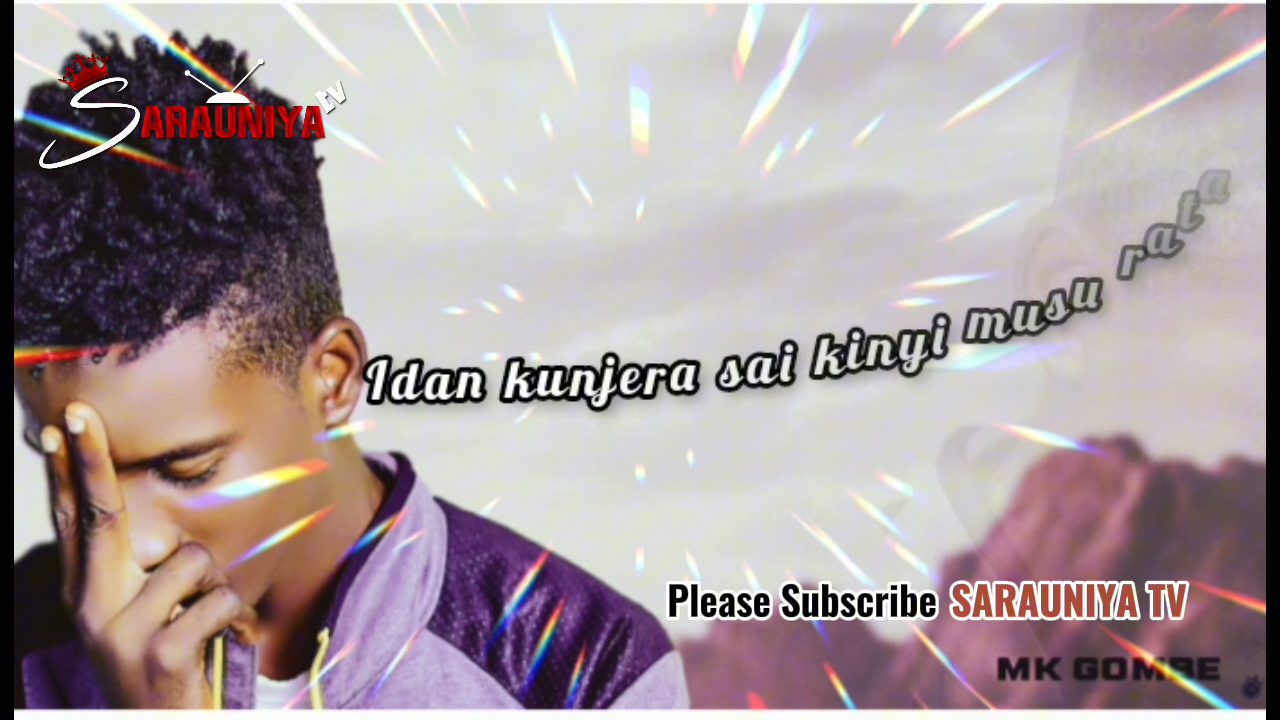 SARAUNIYA tv
Idan kunjera sai kinyi musu rata
Please Subscribe SARAUNIYA TV
MK GOMBE